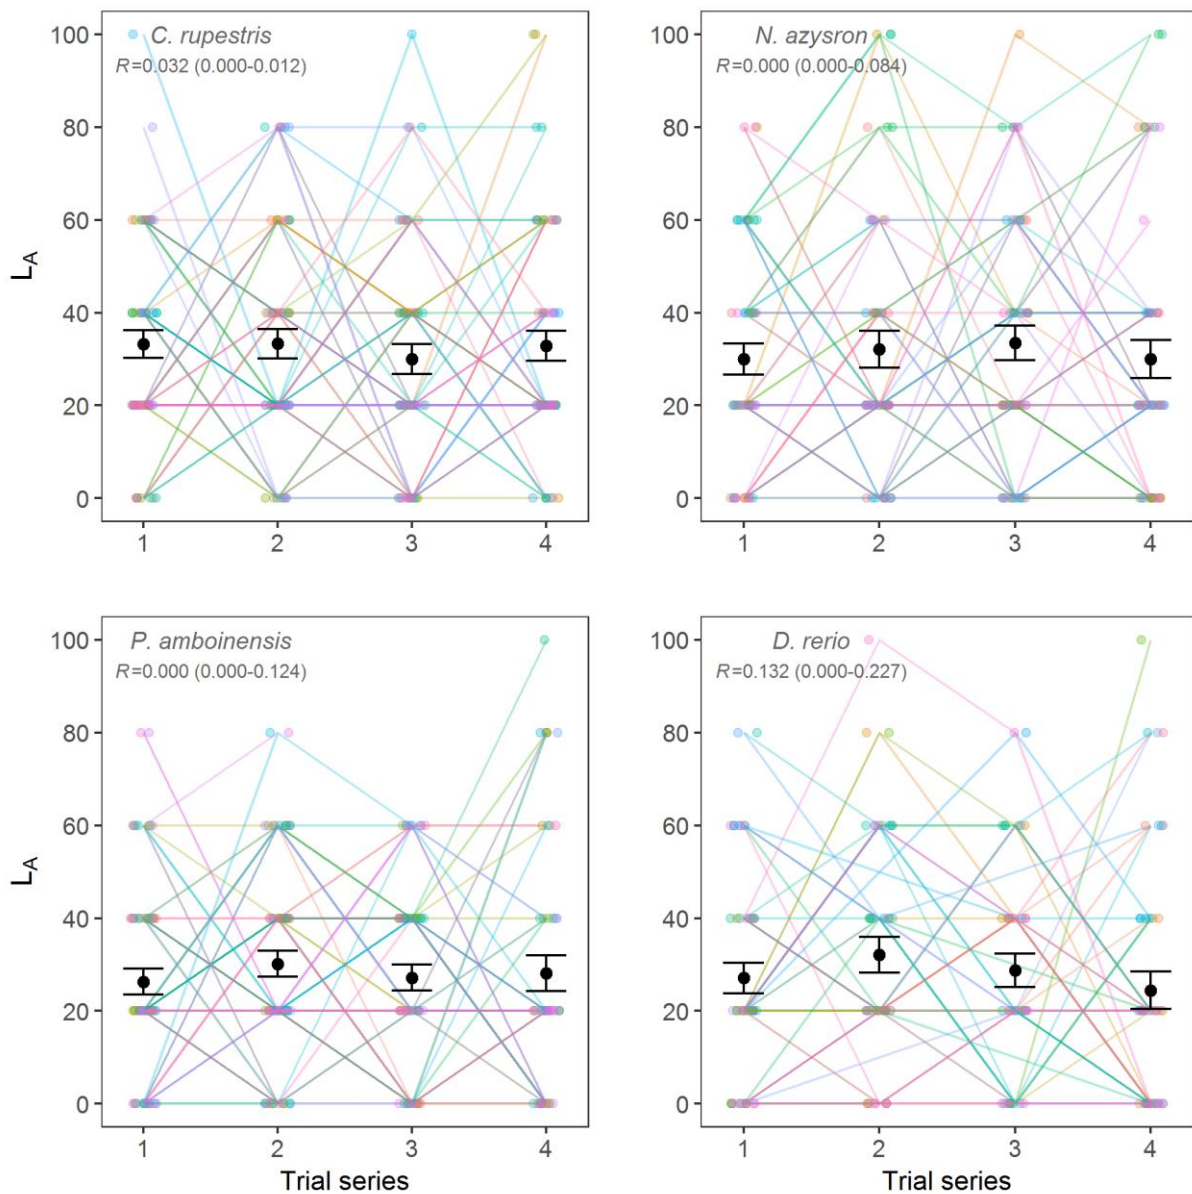 C. rupestris
R=0.032 (0.000-0.012)
100
80
60
40
20
0
L_A
1 2 3 4
N. azysron
R=0.000 (0.000-0.084)
100
80
60
40
20
0
1 2 3 4
P. amboinensis
R=0.000 (0.000-0.124)
100
80
60
40
20
0
L_A
1 2 3 4
Trial series
D. rerio
R=0.132 (0.000-0.227)
100
80
60
40
20
0
1 2 3 4
Trial series